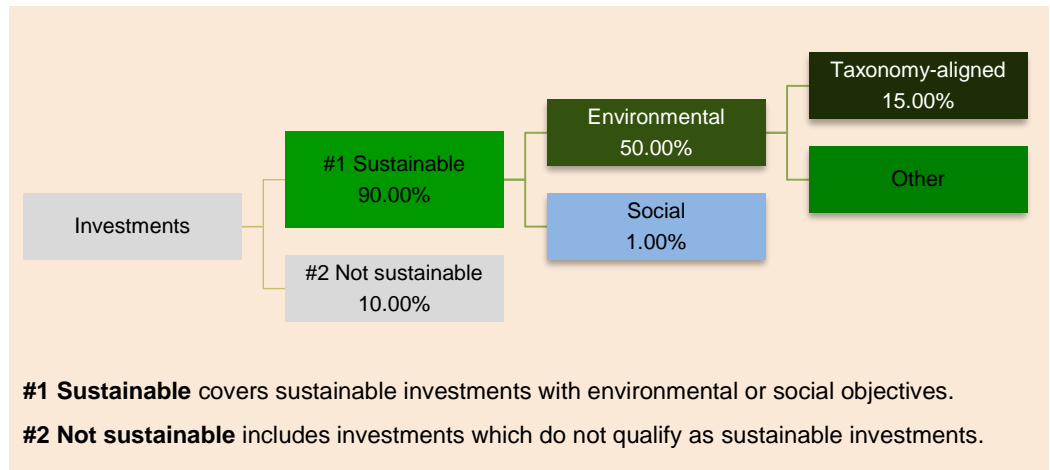 Investments
#1 Sustainable
90.00%
#2 Not sustainable
10.00%
Environmental
50.00%
Social
1.00%
Taxonomy-aligned
15.00%
Other
#1 Sustainable covers sustainable investments with environmental or social objectives.
#2 Not sustainable includes investments which do not qualify as sustainable investments.